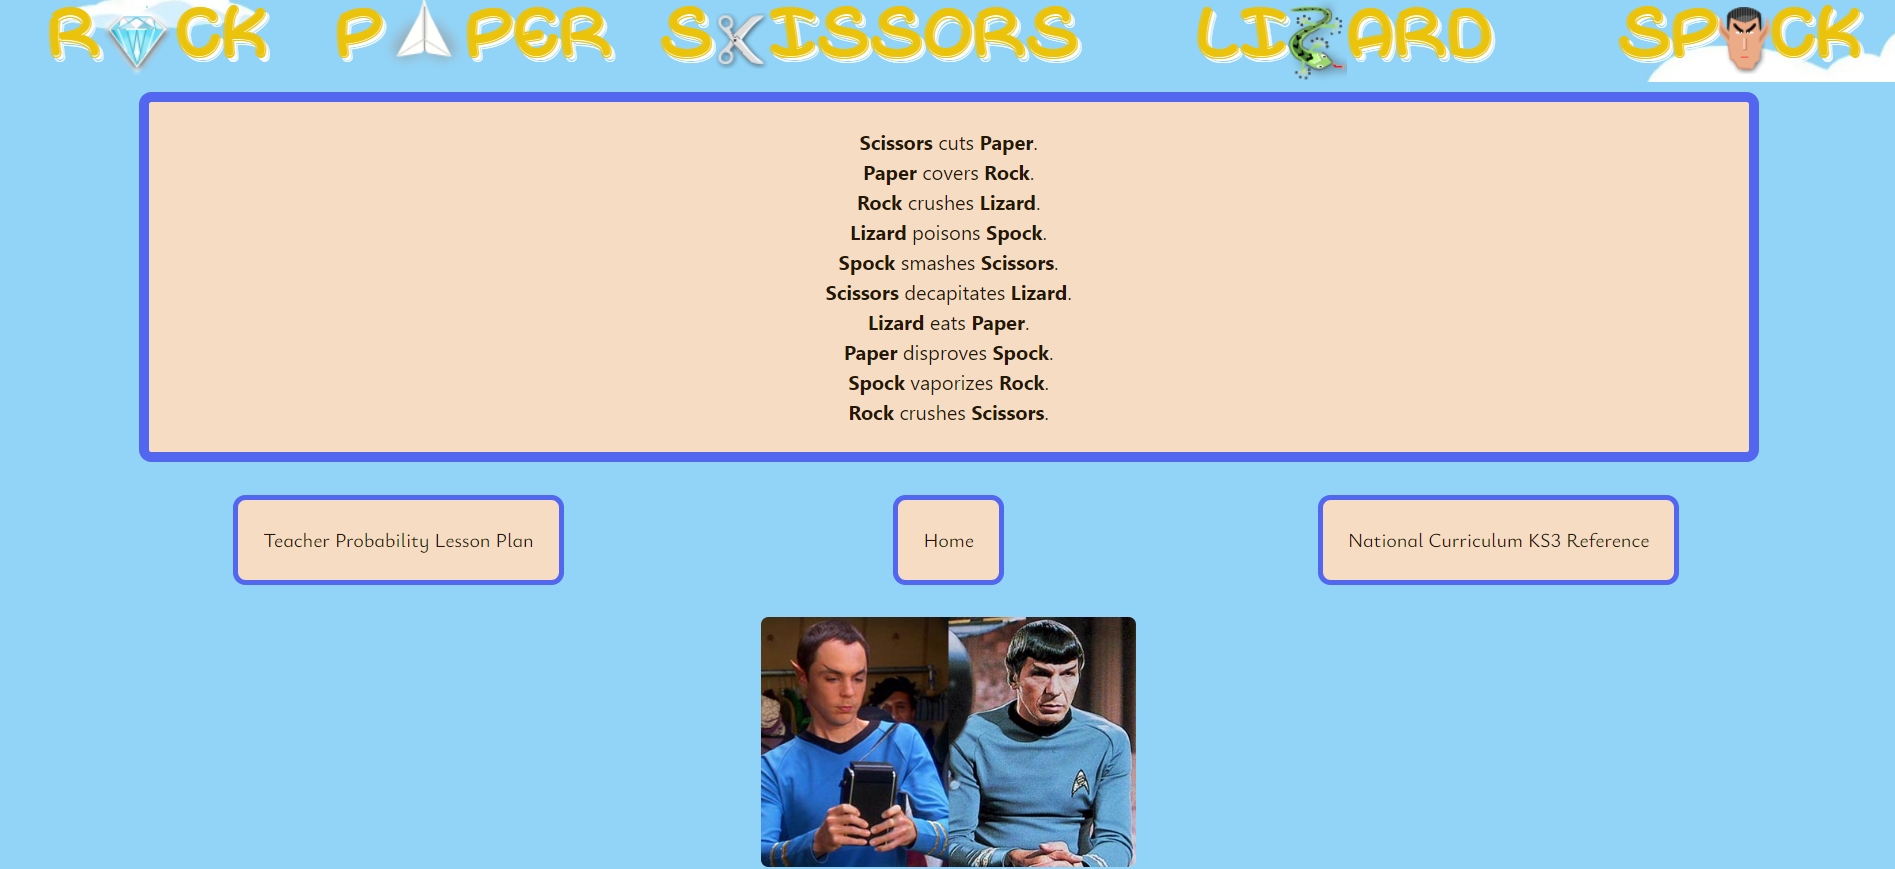 ROCK PAPER SCISSORS LIZARD SPOCK
Scissors cuts Paper.
Paper covers Rock.
Rock crushes Lizard.
Lizard poisons Spock.
Spock smashes Scissors.
Scissors decapitates Lizard.
Lizard eats Paper.
Paper disproves Spock.
Spock vaporizes Rock.
Rock crushes Scissors.
Teacher Probability Lesson Plan
Home
National Curriculum KS3 Reference